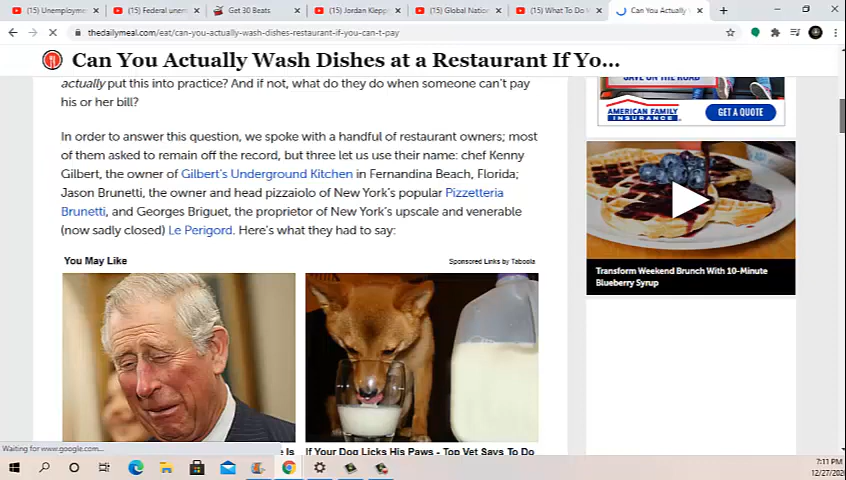 (15) Unemployme
(15) Federal unem
Get 30 Beats
(15) Jordan Klepp
(15) Global Natio
(15) What To Do
Can You Actually
thedailymeal.com/eat/can-you-actually-wash-dishes-restaurant-if-you-can-t-pay
Can You Actually Wash Dishes at a Restaurant If Yo...
actually put this into practice? And if not, what do they do when someone can't pay
his or her bill?
In order to answer this question, we spoke with a handful of restaurant owners; most
of them asked to remain off the record, but three let us use their name: chef Kenny
Gilbert, the owner of Gilbert's Underground Kitchen in Fernandina Beach, Florida;
Jason Brunetti, the owner and head pizzaiolo of New York's popular Pizzetteria
Brunetti, and Georges Briguet, the proprietor of New York's upscale and venerable
(now sadly closed) Le Perigord. Here's what they had to say:
You May Like
Sponsored Links by Taboola
If Your Dog Licks His Paws - Top Vet Says To Do
SAVE ON THE ROAD
AMERICAN FAMILY
INSURANCE
GET A QUOTE
Transform Weekend Brunch With 10-Minute
Blueberry Syrup
Waiting for www.google.com...
7:11 PM
12/27/202